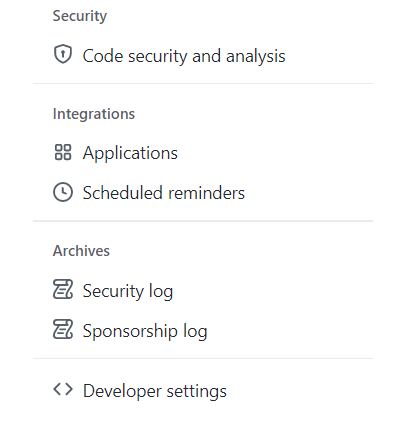 Security
Code security and analysis
Integrations
Applications
Scheduled reminders
Archives
Security log
Sponsorship log
Developer settings